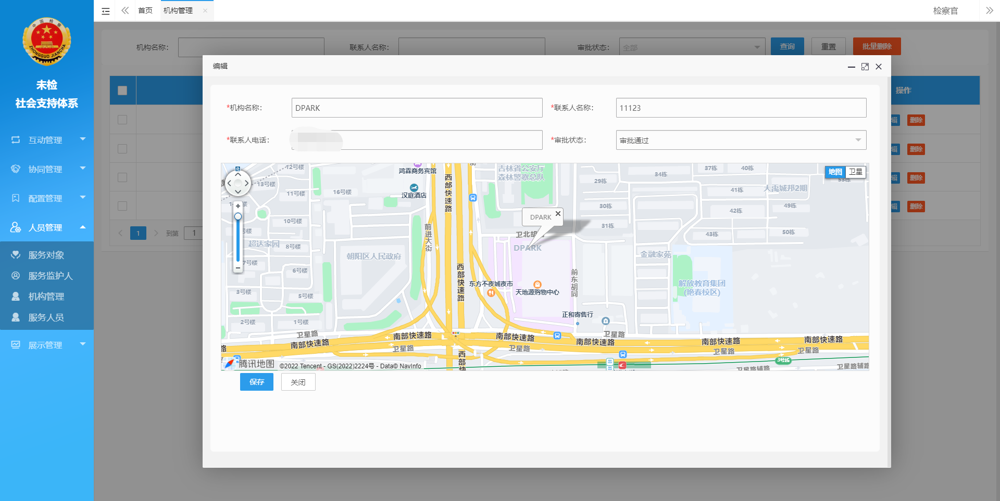 首页
机构管理
检察官
中国检察
ZHONGGUO JIANCHA
未检
社会支持体系
互动管理
协同管理
配置管理
人员管理
服务对象
服务监护人
机构管理
服务人员
展示管理
机构名称：
联系人名称：
审批状态：
全部
查询
重置
批量删除
操作
删除
删除
删除
删除
1
到第
1
编辑
*机构名称：
DPARK
*联系人名称：
11123
*联系人电话：
*审批状态：
审批通过
地图
卫星
12号楼
13号楼
11号楼
16号楼
10号楼
超达家园
8号楼
7号楼
6号楼
3号楼
5号楼
2号楼
1号楼
鸿霖商务宾馆
汉庭酒店
西部快速路
吉林省公安厅
森林警察总队
29栋
34栋
37栋
40栋
53栋
41栋
大禹城邦2期
30栋
42栋
49栋
31栋
43栋
50栋
DPARK
卫北胡同
DPARK
前进大街
朝阳区人民政府
西部快速路
东方不夜城夜市
天地源购物中心
前东胡同
金融家苑
解放教育集团
(艳春校区)
正和寄售行
卫星路
卫星路
南部快速路
南部快速路
南部快速路
南部快速路
南部快速路
南部快速路
卫星路
卫星路
卫星路
卫星路
西部快
3号线
出
出
卫星路辅路
卫星路辅路
腾讯地图
©2022 Tencent - GS(2022)2224号 - Data© NavInfo
保存
关闭